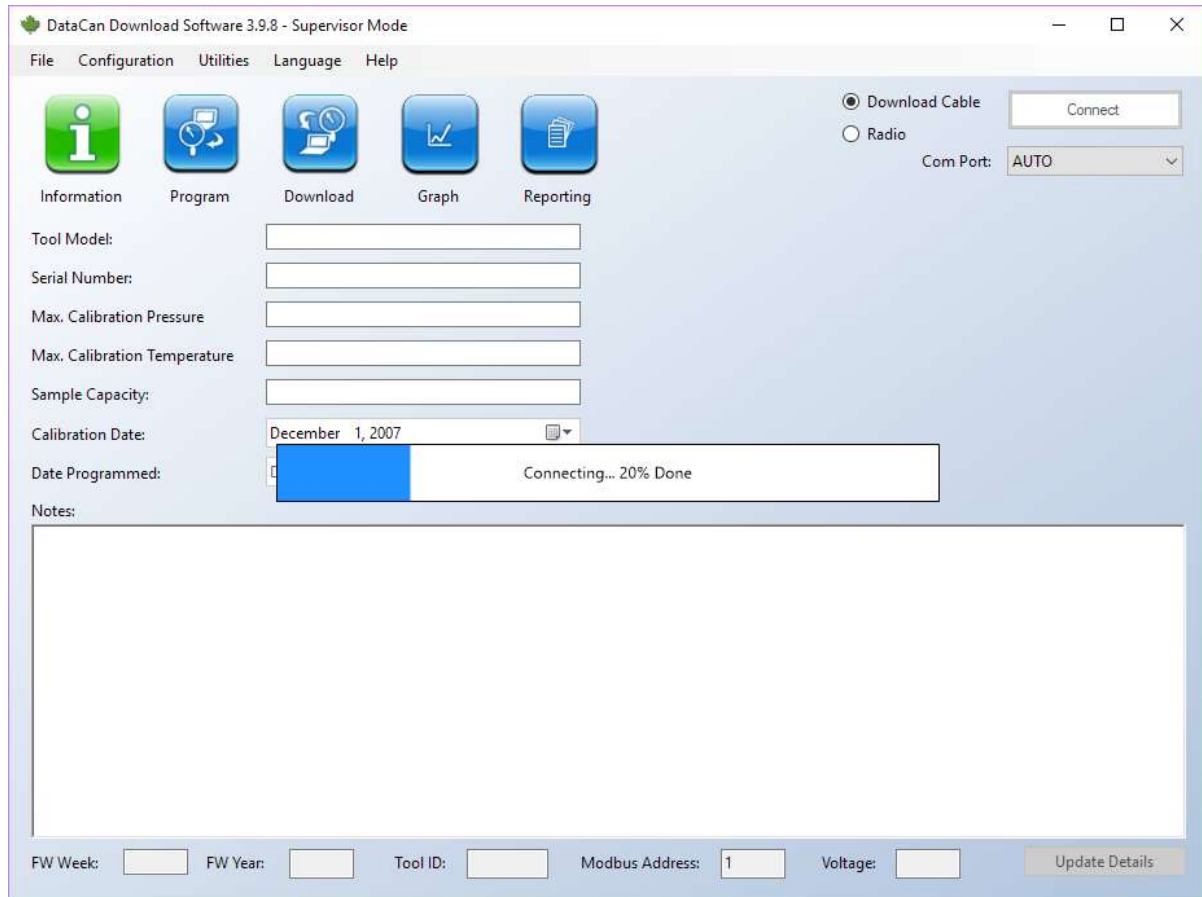 DataCan Download Software 3.9.8 - Supervisor Mode
File Configuration Utilities Language Help
Download Cable
Connect
Radio
Com Port: AUTO
Information Program Download Graph Reporting
Tool Model:
Serial Number:
Max. Calibration Pressure
Max. Calibration Temperature
Sample Capacity:
Calibration Date: December 1, 2007
Date Programmed:
Connecting... 20% Done
Notes:
FW Week: FW Year: Tool ID: Modbus Address: 1 Voltage: Update Details